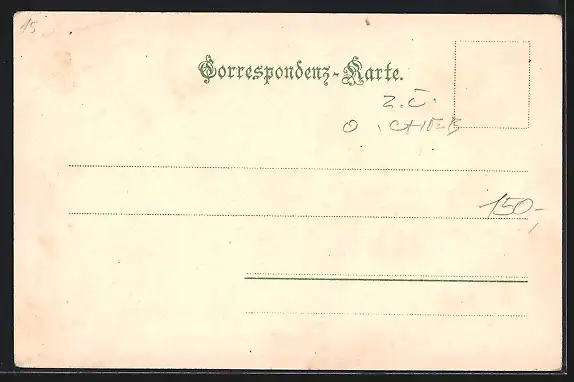 15
Correspondenz-Karte.
Z.Č.
150,-